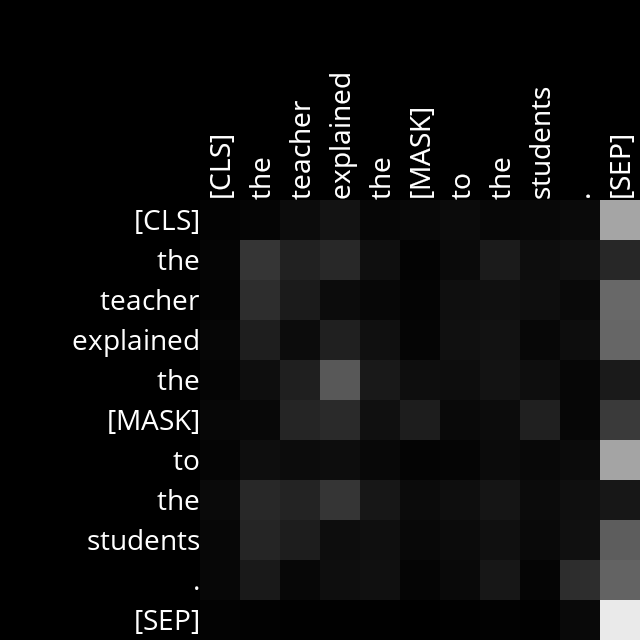 [CLS]
the
teacher
explained
the
[MASK]
to
the
students
.
[SEP]
[CLS]
the
teacher
explained
the
[MASK]
to
the
students
.
[SEP]